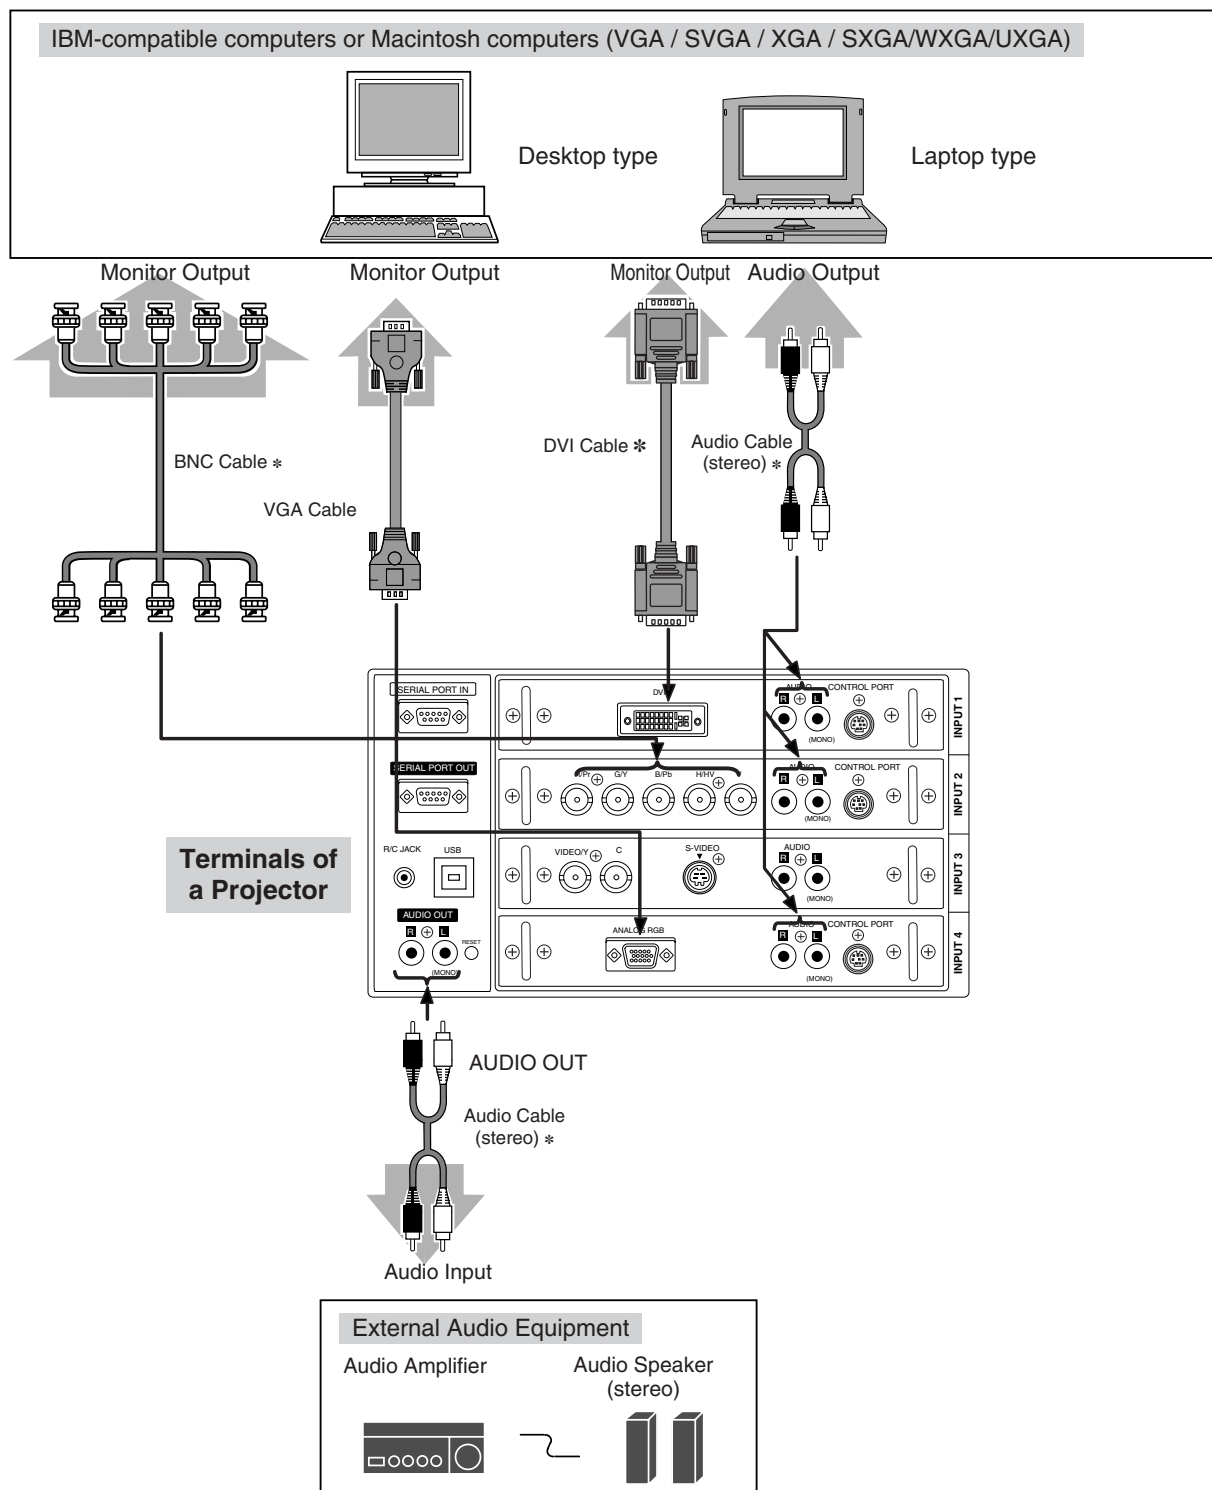 IBM-compatible computers or Macintosh computers (VGA / SVGA / XGA / SXGA/WXGA/UXGA)
Desktop type
Laptop type
Monitor Output
Monitor Output
Monitor Output
Audio Output
BNC Cable *
VGA Cable
DVI Cable *
Audio Cable
(stereo) *
Terminals of
a Projector
SERIAL PORT IN
SERIAL PORT OUT
R/C JACK
USB
AUDIO OUT
R
L
RESET
(MONO)
AUDIO
CONTROL PORT
R
L
(MONO)
INPUT 1
G/Y
B/Pb
H/HV
AUDIO
CONTROL PORT
R
L
(MONO)
INPUT 2
VIDEO/Y
C
S-VIDEO
AUDIO
R
L
(MONO)
INPUT 3
ANALOG RGB
AUDIO
CONTROL PORT
R
L
(MONO)
INPUT 4
AUDIO OUT
Audio Cable
(stereo) *
Audio Input
External Audio Equipment
Audio Amplifier
Audio Speaker
(stereo)